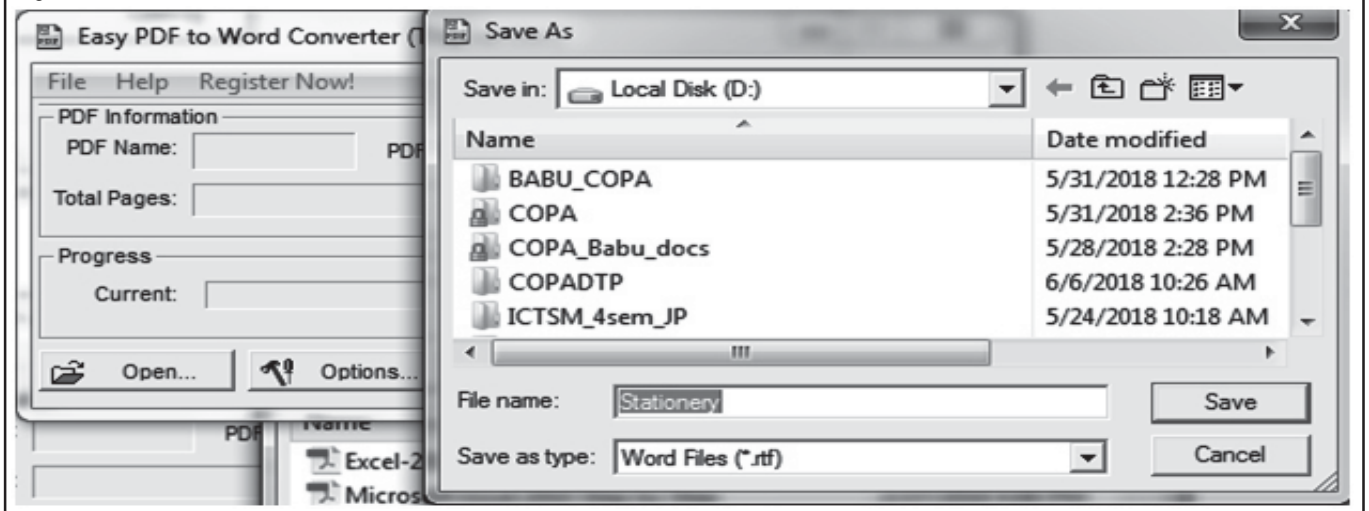 Easy PDF to Word Converter (T
File Help Register Now!
PDF Information
PDF Name:
PDF
Total Pages:
Progress
Current:
Open...
Options...
PDF
Name
Excel-2
Micros
Save As
Save in: Local Disk (D:)
Name Date modified
BABU_COPA 5/31/2018 12:28 PM
COPA 5/31/2018 2:36 PM
COPA_Babu_docs 5/28/2018 2:28 PM
COPADTP 6/6/2018 10:26 AM
ICTSM_4sem_JP 5/24/2018 10:18 AM
File name: Stationery
Save
Save as type: Word Files (*.rtf)
Cancel